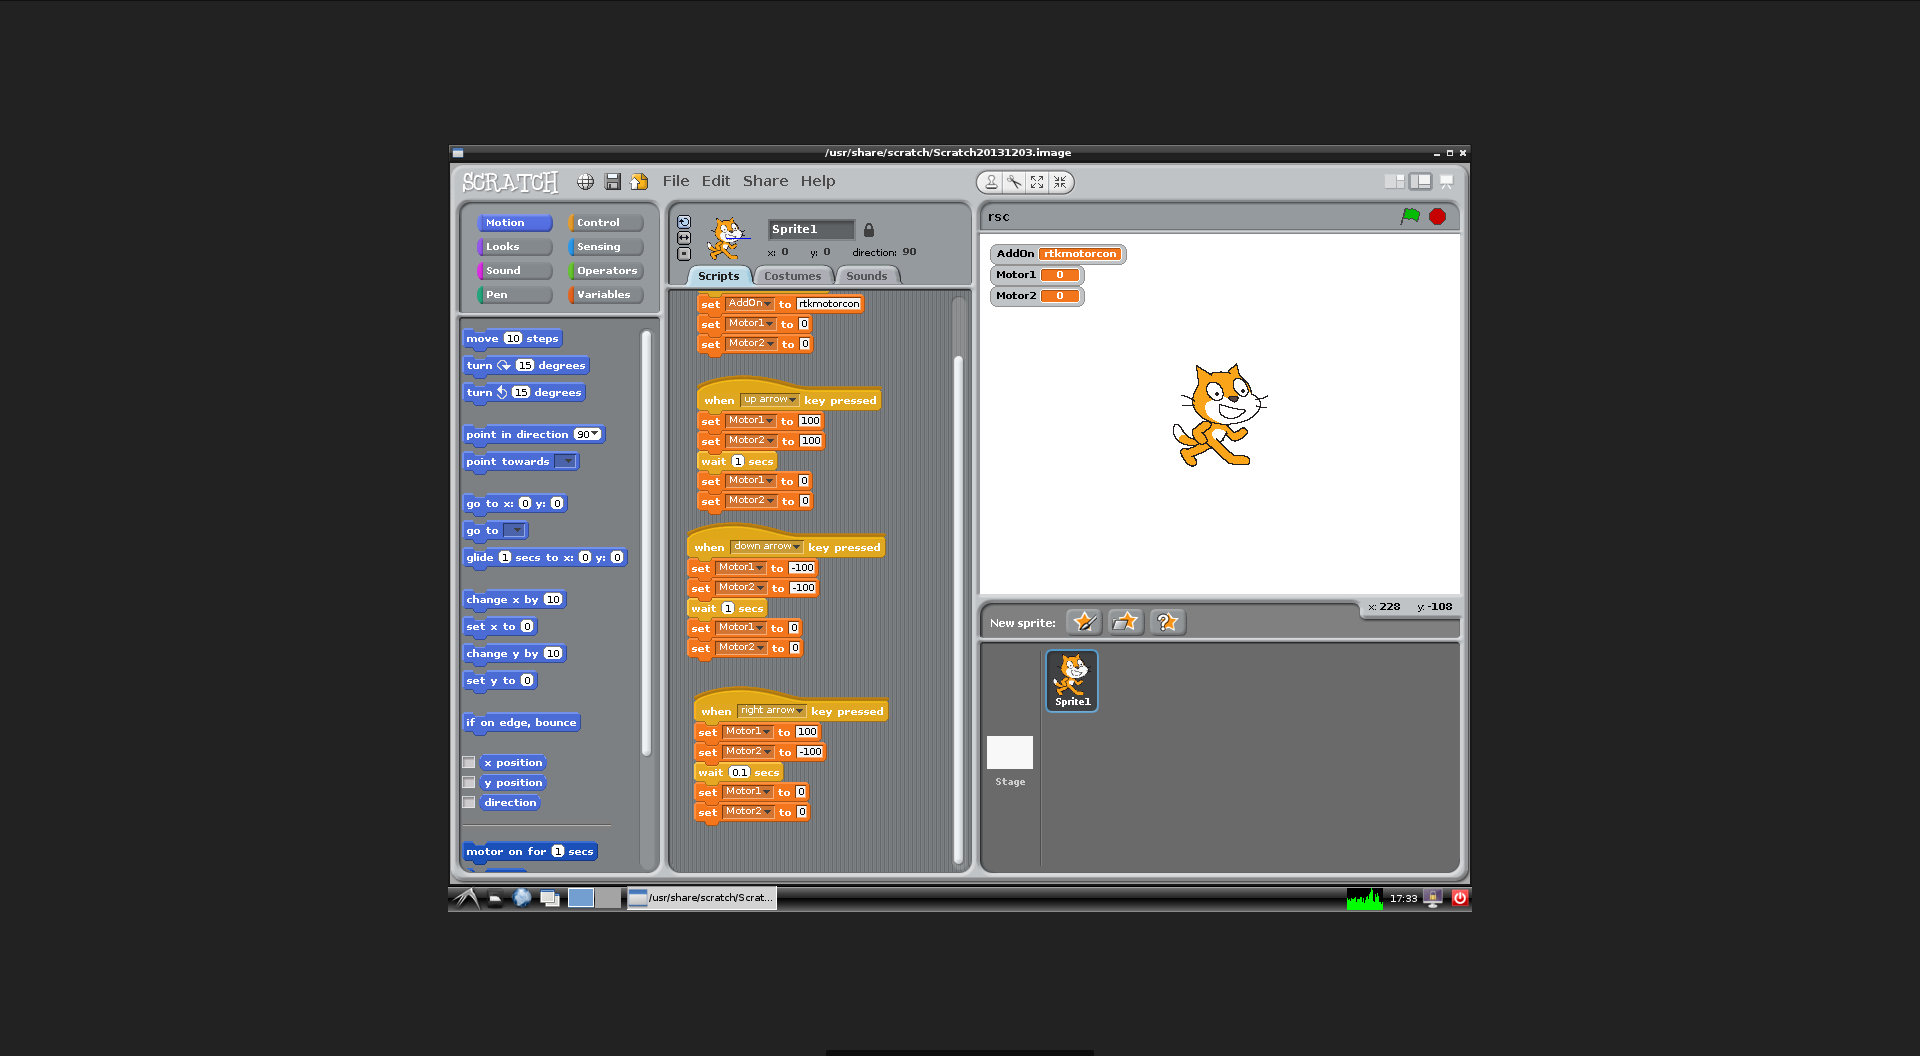 /usr/share/scratch/Scratch20131203.image
SCRATCH
File Edit Share Help
Motion Control
Looks Sensing
Sound Operators
Pen Variables
move 10 steps
turn 15 degrees
turn 15 degrees
point in direction 90
point towards
go to x: 0 y: 0
go to
glide 1 secs to x: 0 y: 0
change x by 10
set x to 0
change y by 10
set y to 0
if on edge, bounce
x position
y position
direction
motor on for 1 secs
Sprite1
x: 0 y: 0 direction: 90
Scripts Costumes Sounds
set AddOn to rtkmotorcon
set Motor1 to 0
set Motor2 to 0
when up arrow key pressed
set Motor1 to 100
set Motor2 to 100
wait 1 secs
set Motor1 to 0
set Motor2 to 0
when down arrow key pressed
set Motor1 to -100
set Motor2 to -100
wait 1 secs
set Motor1 to 0
set Motor2 to 0
when right arrow key pressed
set Motor1 to 100
set Motor2 to -100
wait 0.1 secs
set Motor1 to 0
set Motor2 to 0
rsc
AddOn rtkmotorcon
Motor1 0
Motor2 0
x: 228 y: -108
New sprite:
Sprite1
Stage
/usr/share/scratch/Scrat...
17:33